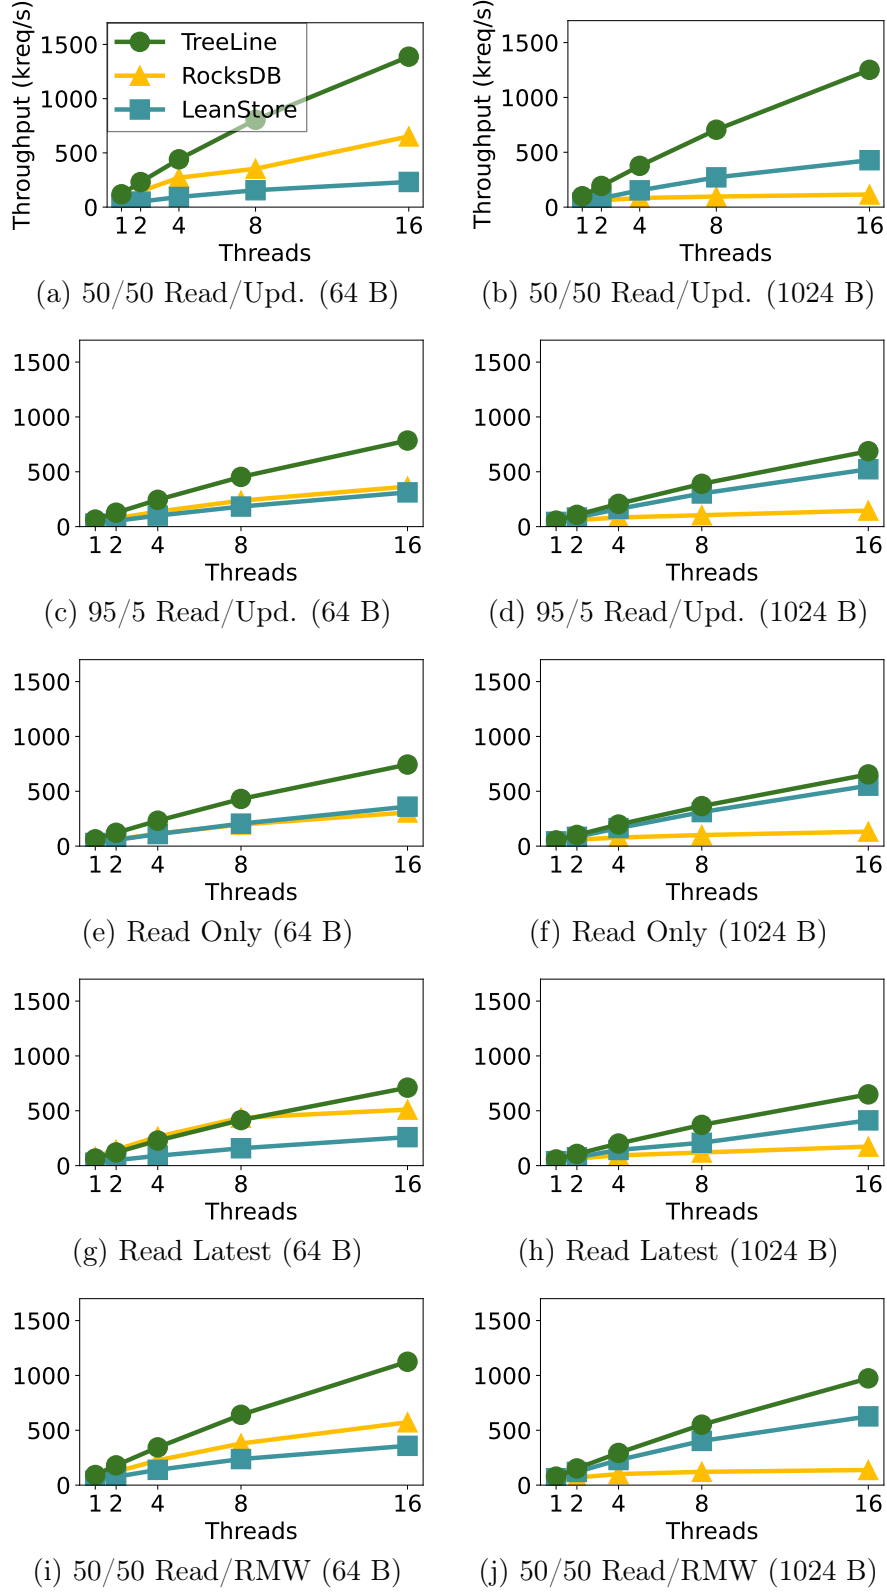 Throughput (kreq/s)
1500
1000
500
0
TreeLine
RocksDB
LeanStore
1 2 4 8 16
Threads
(a) 50/50 Read/Upd. (64 B)
Throughput (kreq/s)
1500
1000
500
0
1 2 4 8 16
Threads
(b) 50/50 Read/Upd. (1024 B)
1500
1000
500
0
1 2 4 8 16
Threads
(c) 95/5 Read/Upd. (64 B)
1500
1000
500
0
1 2 4 8 16
Threads
(d) 95/5 Read/Upd. (1024 B)
1500
1000
500
0
1 2 4 8 16
Threads
(e) Read Only (64 B)
1500
1000
500
0
1 2 4 8 16
Threads
(f) Read Only (1024 B)
1500
1000
500
0
1 2 4 8 16
Threads
(g) Read Latest (64 B)
1500
1000
500
0
1 2 4 8 16
Threads
(h) Read Latest (1024 B)
1500
1000
500
0
1 2 4 8 16
Threads
(i) 50/50 Read/RMW (64 B)
1500
1000
500
0
1 2 4 8 16
Threads
(j) 50/50 Read/RMW (1024 B)